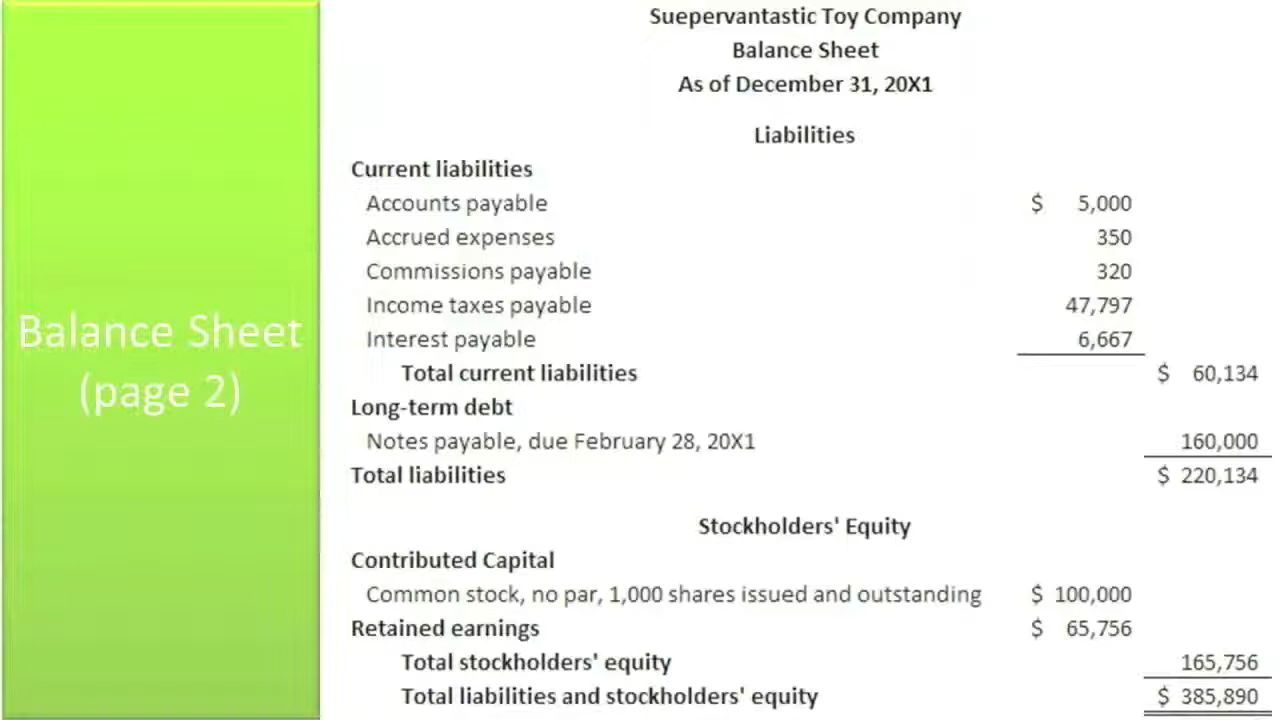 Balance Sheet
(page 2)
Suepervantastic Toy Company
Balance Sheet
As of December 31, 20X1
Liabilities
Current liabilities
Accounts payable $ 5,000
Accrued expenses 350
Commissions payable 320
Income taxes payable 47,797
Interest payable 6,667
Total current liabilities $ 60,134
Long-term debt
Notes payable, due February 28, 20X1 160,000
Total liabilities $ 220,134
Stockholders' Equity
Contributed Capital
Common stock, no par, 1,000 shares issued and outstanding $ 100,000
Retained earnings $ 65,756
Total stockholders' equity 165,756
Total liabilities and stockholders' equity $ 385,890